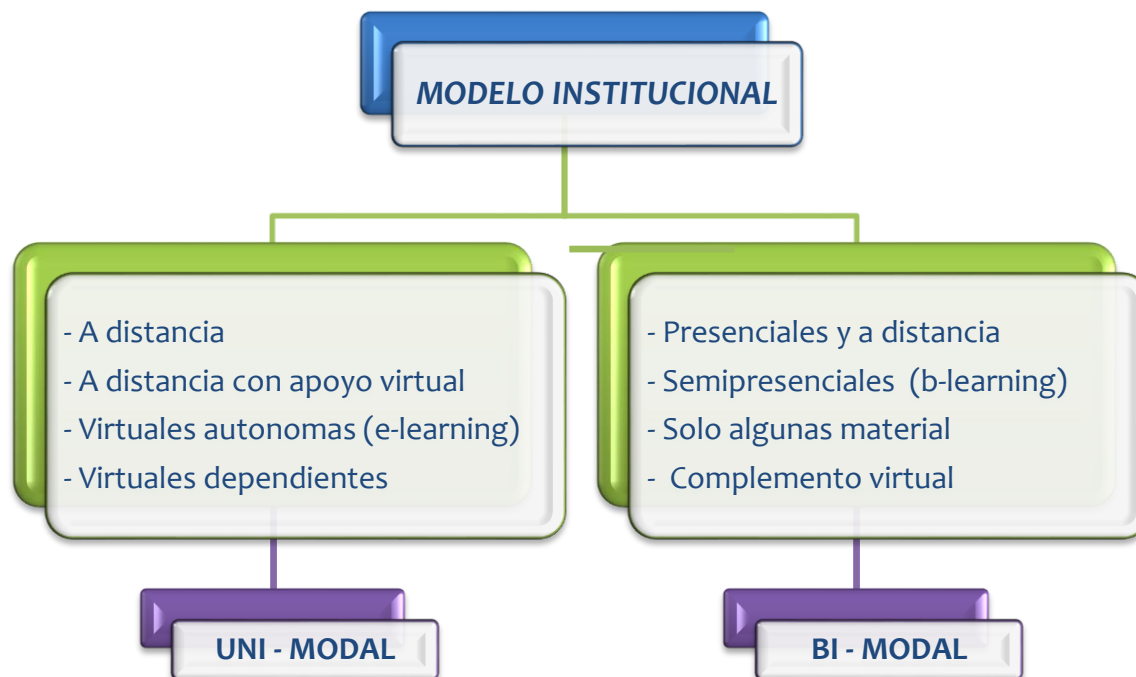 MODELO INSTITUCIONAL
- A distancia
- A distancia con apoyo virtual
- Virtuales autonomas (e-learning)
- Virtuales dependientes
- Presenciales y a distancia
- Semipresenciales (b-learning)
- Solo algunas material
- Complemento virtual
UNI - MODAL
BI - MODAL